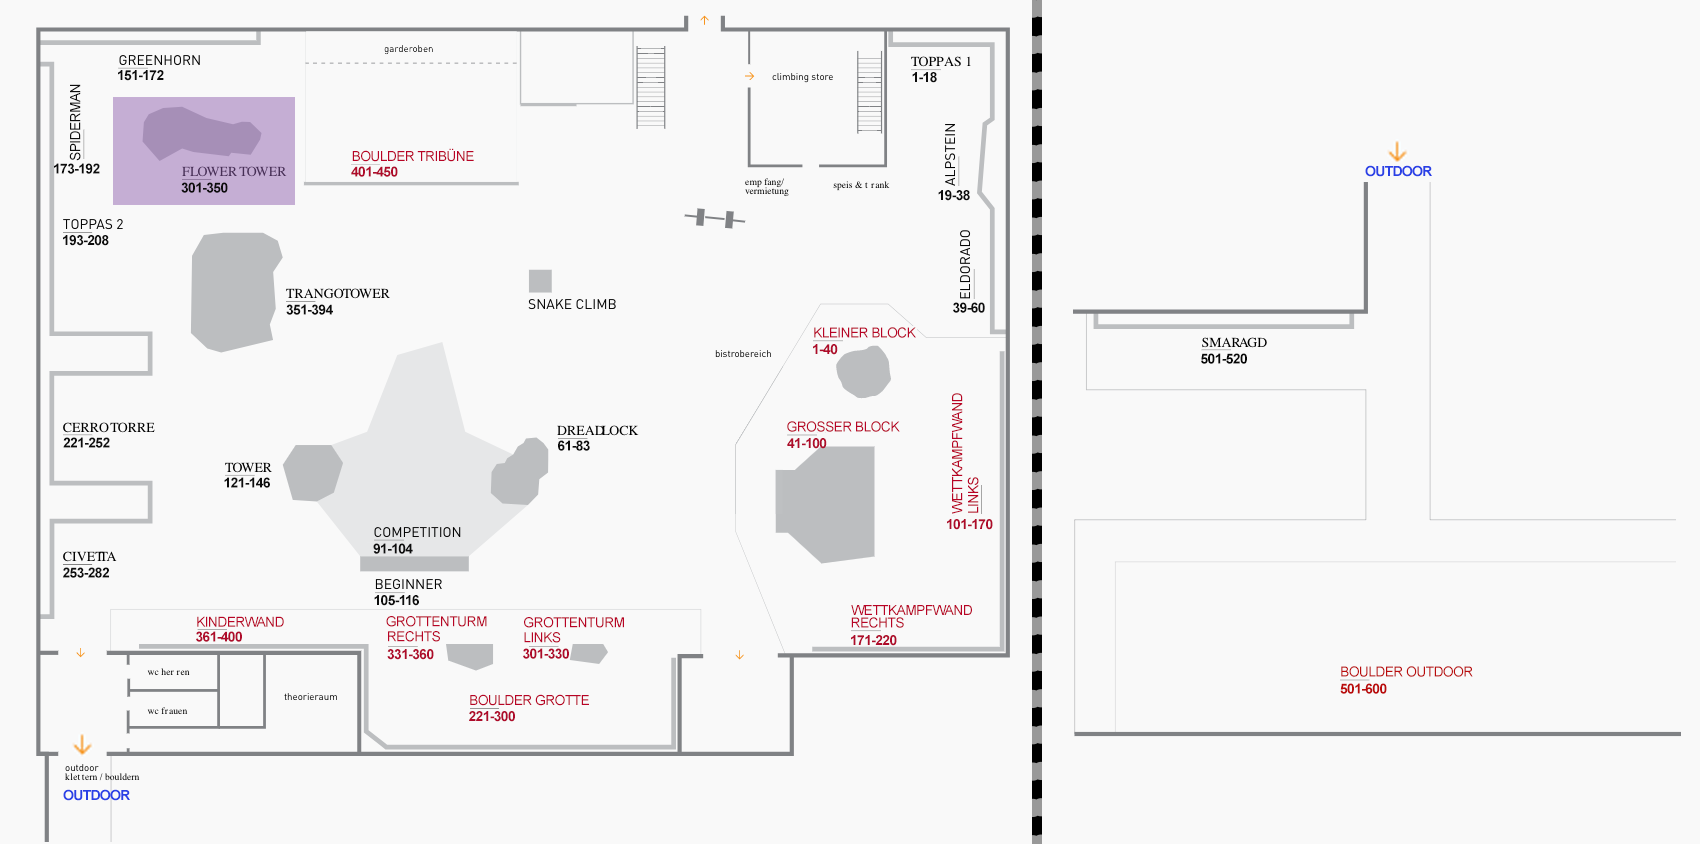 GREENHORN
151-172
garderoben
climbing store
TOPPAS 1
1-18
SPIDERMAN
173-192
FLOWER TOWER
301-350
BOULDER TRIBÜNE
401-450
emp fang/
vermietung
speis & t rank
ALPSTEIN
19-38
TOPPAS 2
193-208
ELDORADO
39-60
TRANGOTOWER
351-394
SNAKE CLIMB
bistrobereich
KLEINER BLOCK
1-40
CERRO TORRE
221-252
TOWER
121-146
DREADLOCK
61-83
GROSSER BLOCK
41-100
WETTKAMPFWAND
LINKS
101-170
COMPETITION
91-104
BEGINNER
105-116
CIVETTA
253-282
KINDERWAND
361-400
GROTTENTURM
RECHTS
331-360
GROTTENTURM
LINKS
301-330
WETTKAMPFWAND
RECHTS
171-220
wc her ren
wc frauen
theorieraum
BOULDER GROTTE
221-300
outdoor
klet tern / bouldern
OUTDOOR
OUTDOOR
SMARAGD
501-520
BOULDER OUTDOOR
501-600